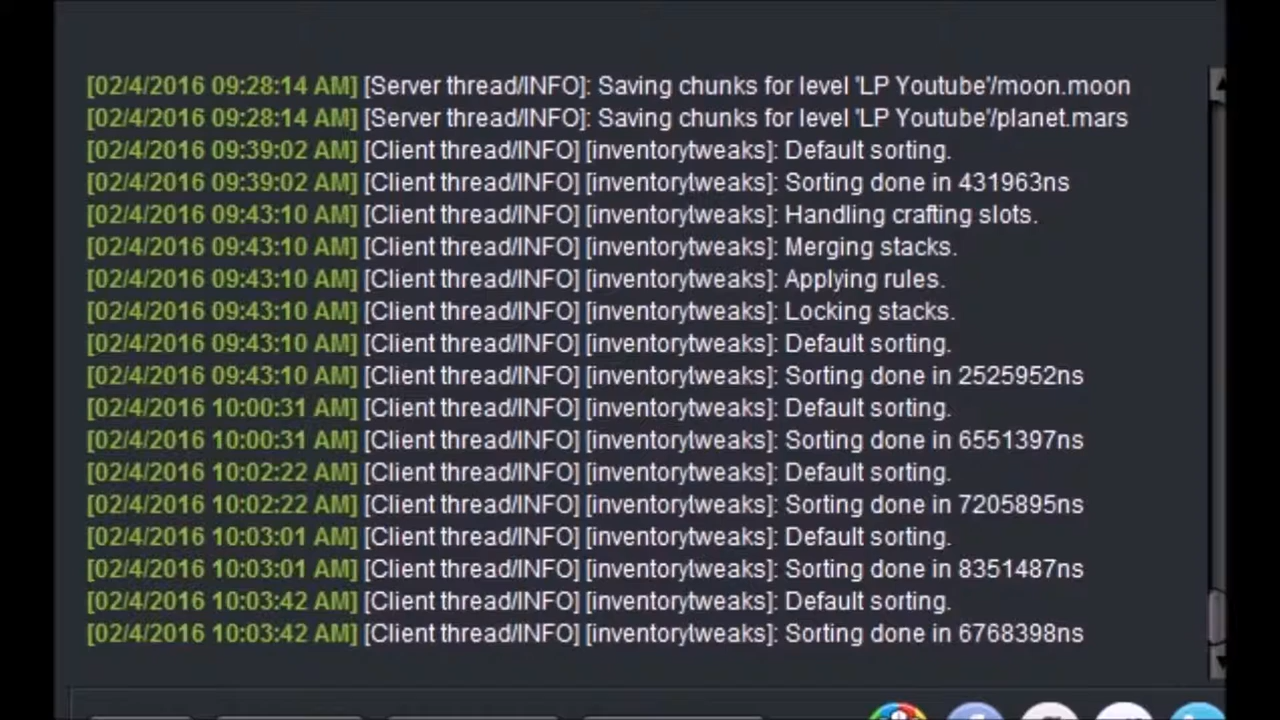 [02/4/2016 09:28:14 AM] [Server thread/INFO]: Saving chunks for level 'LP Youtube'/moon.moon
[02/4/2016 09:28:14 AM] [Server thread/INFO]: Saving chunks for level 'LP Youtube'/planet.mars
[02/4/2016 09:39:02 AM] [Client thread/INFO] [inventorytweaks]: Default sorting.
[02/4/2016 09:39:02 AM] [Client thread/INFO] [inventorytweaks]: Sorting done in 431963ns
[02/4/2016 09:43:10 AM] [Client thread/INFO] [inventorytweaks]: Handling crafting slots.
[02/4/2016 09:43:10 AM] [Client thread/INFO] [inventorytweaks]: Merging stacks.
[02/4/2016 09:43:10 AM] [Client thread/INFO] [inventorytweaks]: Applying rules.
[02/4/2016 09:43:10 AM] [Client thread/INFO] [inventorytweaks]: Locking stacks.
[02/4/2016 09:43:10 AM] [Client thread/INFO] [inventorytweaks]: Default sorting.
[02/4/2016 09:43:10 AM] [Client thread/INFO] [inventorytweaks]: Sorting done in 2525952ns
[02/4/2016 10:00:31 AM] [Client thread/INFO] [inventorytweaks]: Default sorting.
[02/4/2016 10:00:31 AM] [Client thread/INFO] [inventorytweaks]: Sorting done in 6551397ns
[02/4/2016 10:02:22 AM] [Client thread/INFO] [inventorytweaks]: Default sorting.
[02/4/2016 10:02:22 AM] [Client thread/INFO] [inventorytweaks]: Sorting done in 7205895ns
[02/4/2016 10:03:01 AM] [Client thread/INFO] [inventorytweaks]: Default sorting.
[02/4/2016 10:03:01 AM] [Client thread/INFO] [inventorytweaks]: Sorting done in 8351487ns
[02/4/2016 10:03:42 AM] [Client thread/INFO] [inventorytweaks]: Default sorting.
[02/4/2016 10:03:42 AM] [Client thread/INFO] [inventorytweaks]: Sorting done in 6768398ns